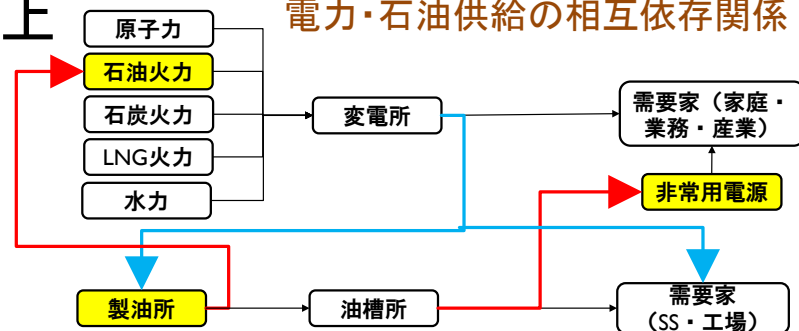 上
電力・石油供給の相互依存関係
原子力
石油火力
石炭火力
LNG火力
水力
変電所
需要家（家庭・
業務・産業）
非常用電源
製油所
油槽所
需要家
（SS・工場）